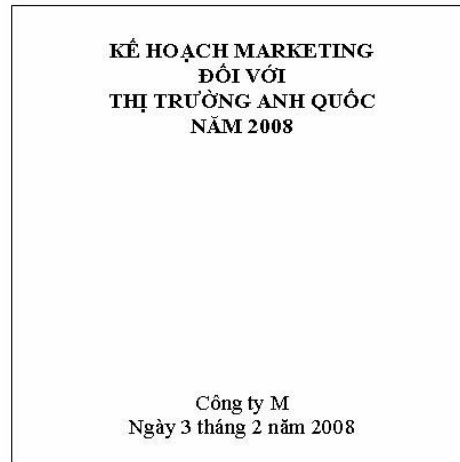 KẾ HOẠCH MARKETING
ĐỐI VỚI
THỊ TRƯỜNG ANH QUỐC
NĂM 2008
Công ty M
Ngày 3 tháng 2 năm 2008